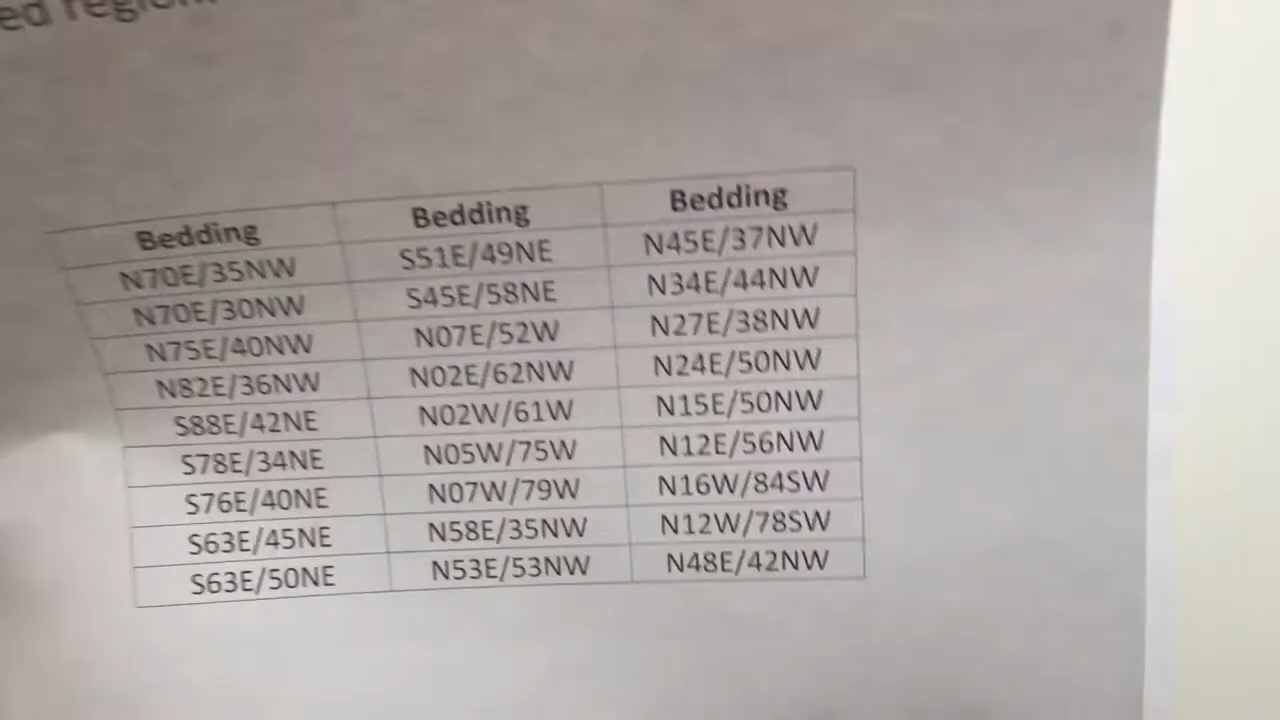 ed region.
Bedding Bedding Bedding
N70E/35NW S51E/49NE N45E/37NW
N70E/30NW S45E/58NE N34E/44NW
N75E/40NW N07E/52W N27E/38NW
N82E/36NW N02E/62NW N24E/50NW
S88E/42NE N02W/61W N15E/50NW
S78E/34NE N05W/75W N12E/56NW
S76E/40NE N07W/79W N16W/84SW
S63E/45NE N58E/35NW N12W/78SW
S63E/50NE N53E/53NW N48E/42NW